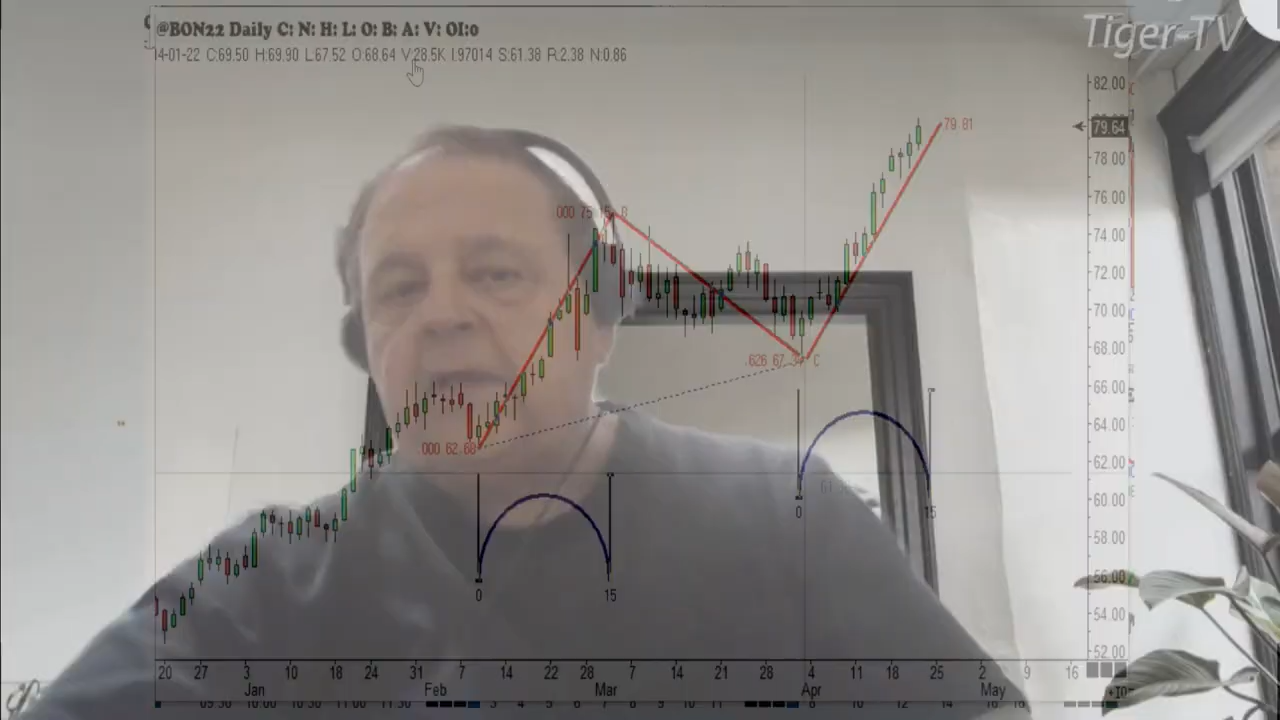 Tiger-TV
@BON22 Daily C: N: H: L: O: B: A: V: OI:0
14-01-22 C:69.50 H:69.90 L:67.52 O:68.64 V:28.5K I.97014 S:61.38 R:2.38 N:0.86
82.00
79.81
79.64
78.00
76.00
B
74.00
72.00
70.00
68.00
.626 67.34 C
66.00
64.00
.000 62.68
62.00
60.00
58.00
56.00
54.00
52.00
0 15
0 15
20 27 3 10 18 24 31 7 14 22 28 7 14 21 28 4 11 18 25 2 9 16
Jan Feb Mar Apr May